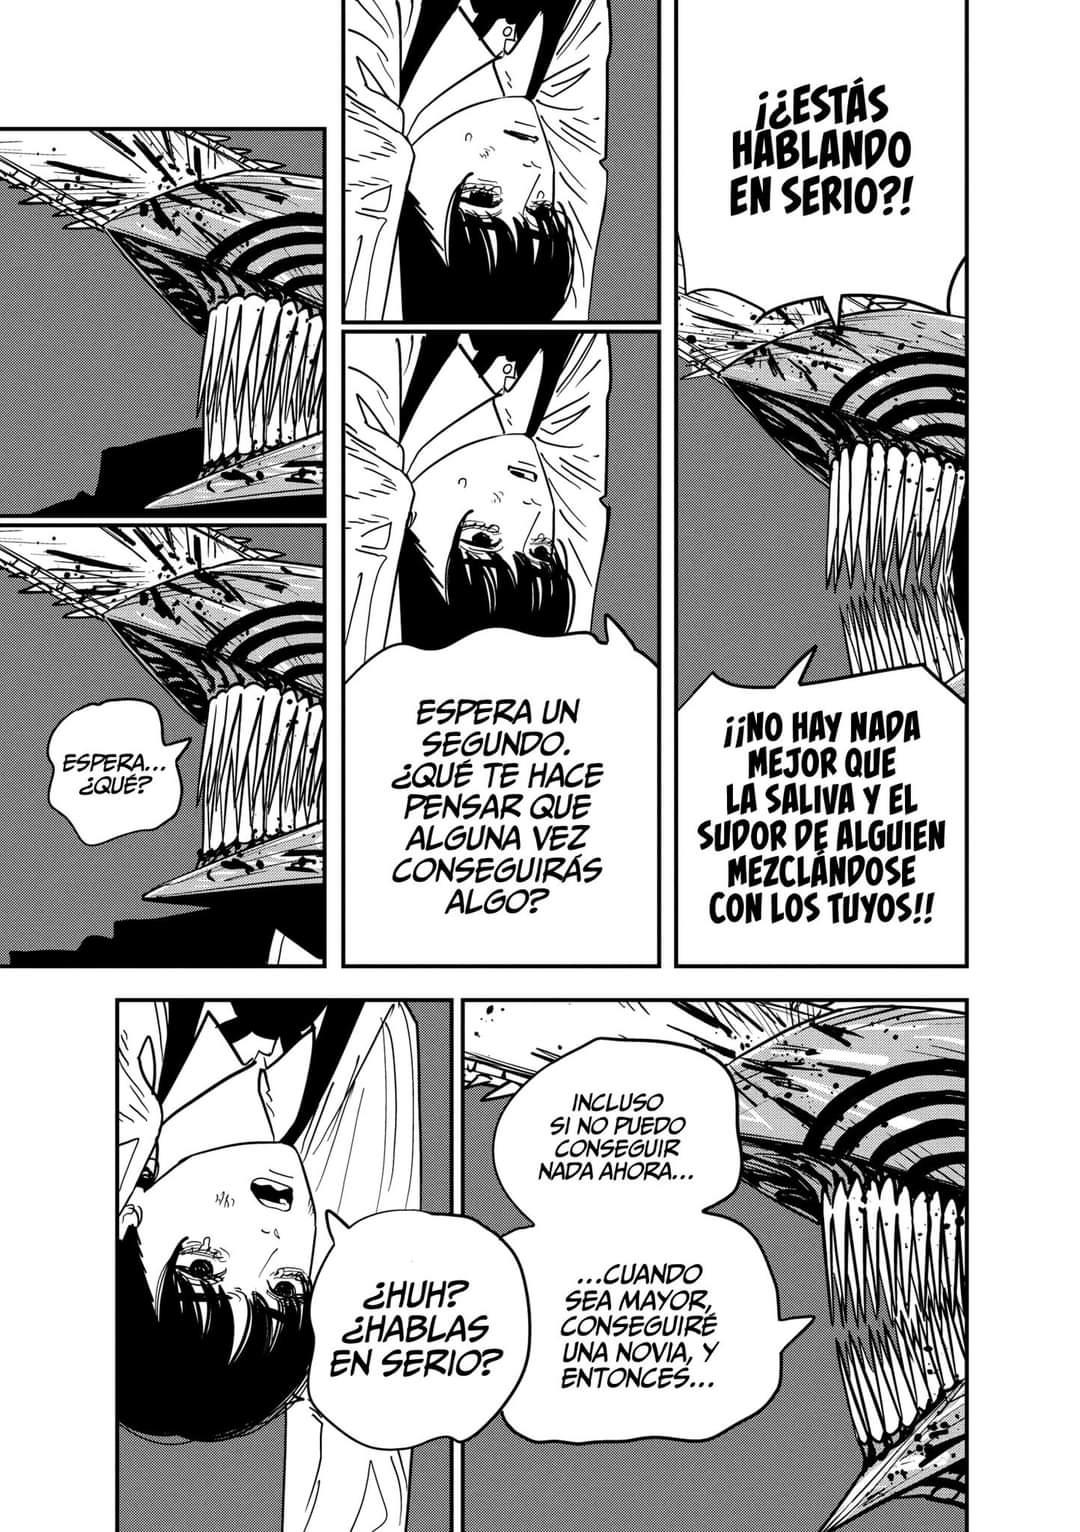 ¡¿ESTÁS
HABLANDO
EN SERIO?!
¡¡NO HAY NADA
MEJOR QUE
LA SALIVA Y EL
SUDOR DE ALGUIEN
MEZCLÁNDOSE
CON LOS TUYOS!!
ESPERA UN
SEGUNDO.
¿QUÉ TE HACE
PENSAR QUE
ALGUNA VEZ
CONSEGUIRÁS
ALGO?
ESPERA...
¿QUÉ?
INCLUSO
SI NO PUEDO
CONSEGUIR
NADA AHORA...
...CUANDO
SEA MAYOR,
CONSEGUIRÉ
UNA NOVIA, Y
ENTONCES...
¿HUH?
¿HABLAS
EN SERIO?